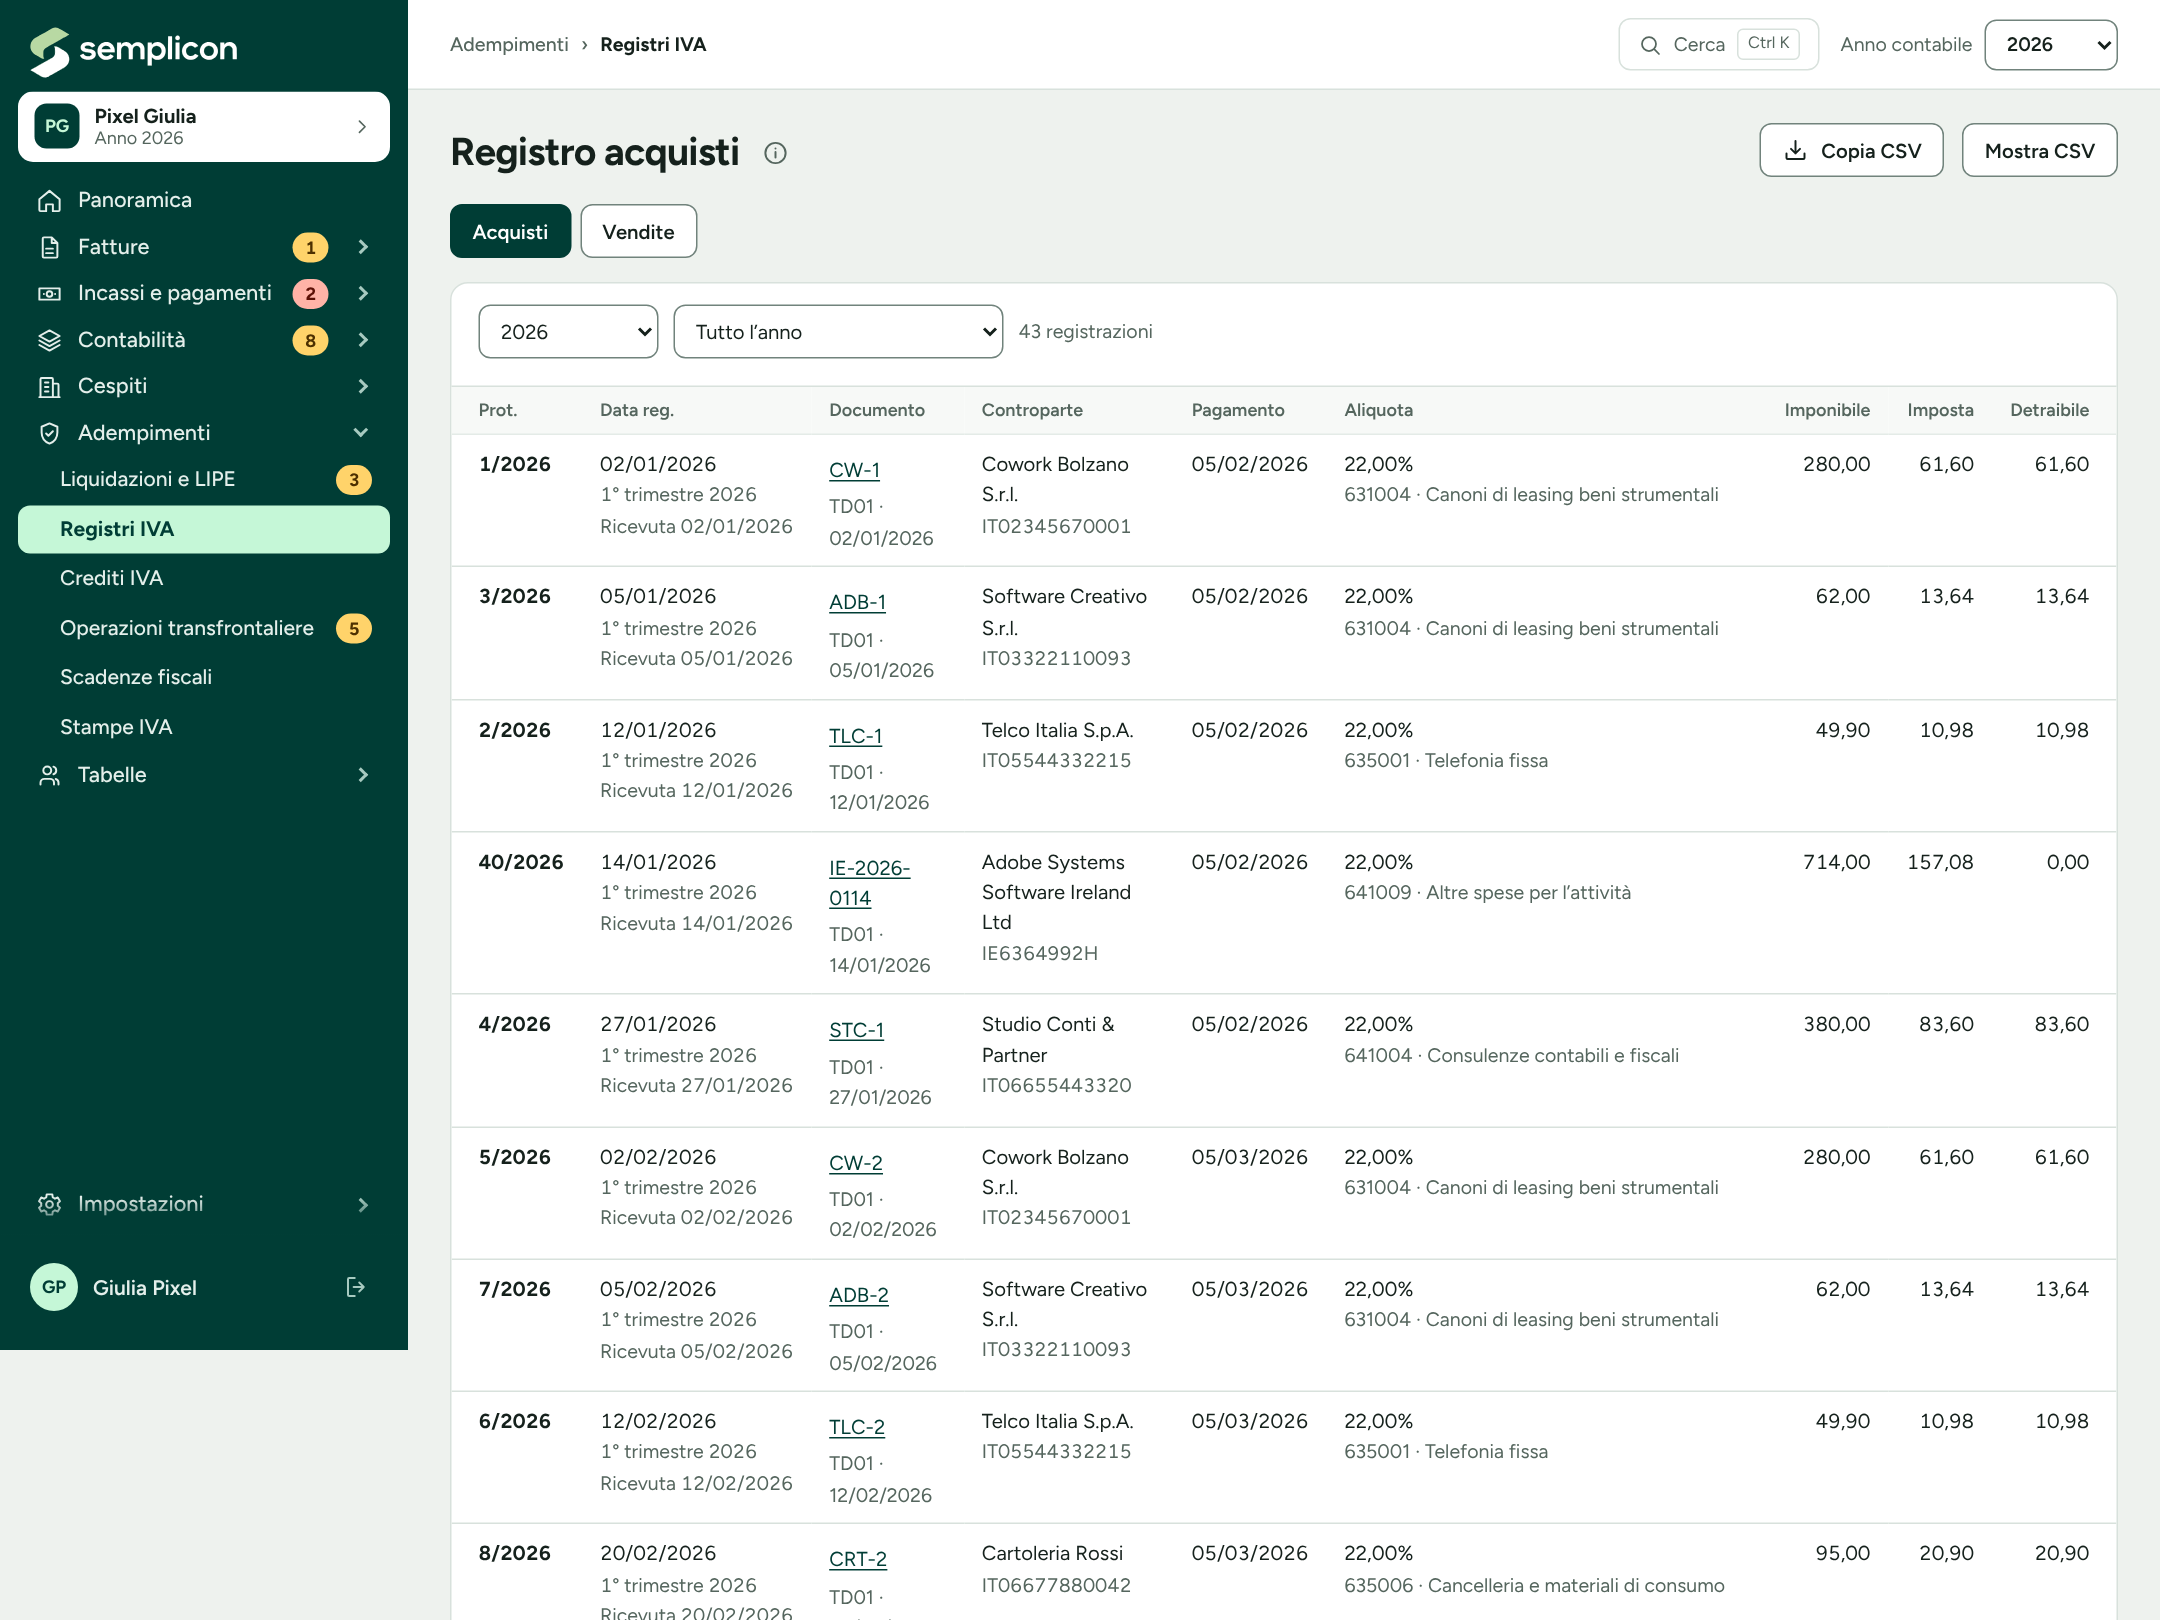 semplicon
PG Pixel Giulia
Anno 2026
Panoramica
Fatture 1
Incassi e pagamenti 2
Contabilità 8
Cespiti
Adempimenti
Liquidazioni e LIPE 3
Registri IVA
Crediti IVA
Operazioni transfrontaliere 5
Scadenze fiscali
Stampe IVA
Tabelle
Impostazioni
GP Giulia Pixel
Adempimenti › Registri IVA
Cerca Ctrl K Anno contabile 2026
Registro acquisti
Copia CSV Mostra CSV
Acquisti Vendite
2026 Tutto l’anno 43 registrazioni
Prot. Data reg. Documento Controparte Pagamento Aliquota Imponibile Imposta Detraibile
1/2026 02/01/2026 CW-1 Cowork Bolzano 05/02/2026 22,00% 280,00 61,60 61,60
1° trimestre 2026 TD01 · S.r.l. 631004 · Canoni di leasing beni strumentali
Ricevuta 02/01/2026 02/01/2026 IT02345670001
3/2026 05/01/2026 ADB-1 Software Creativo 05/02/2026 22,00% 62,00 13,64 13,64
1° trimestre 2026 TD01 · S.r.l. 631004 · Canoni di leasing beni strumentali
Ricevuta 05/01/2026 05/01/2026 IT03322110093
2/2026 12/01/2026 TLC-1 Telco Italia S.p.A. 05/02/2026 22,00% 49,90 10,98 10,98
1° trimestre 2026 TD01 · IT05544332215 635001 · Telefonia fissa
Ricevuta 12/01/2026 12/01/2026
40/2026 14/01/2026 IE-2026- Adobe Systems 05/02/2026 22,00% 714,00 157,08 0,00
1° trimestre 2026 0114 Software Ireland 641009 · Altre spese per l’attività
Ricevuta 14/01/2026 TD01 · Ltd
14/01/2026 IE6364992H
4/2026 27/01/2026 STC-1 Studio Conti & 05/02/2026 22,00% 380,00 83,60 83,60
1° trimestre 2026 TD01 · Partner 641004 · Consulenze contabili e fiscali
Ricevuta 27/01/2026 27/01/2026 IT06655443320
5/2026 02/02/2026 CW-2 Cowork Bolzano 05/03/2026 22,00% 280,00 61,60 61,60
1° trimestre 2026 TD01 · S.r.l. 631004 · Canoni di leasing beni strumentali
Ricevuta 02/02/2026 02/02/2026 IT02345670001
7/2026 05/02/2026 ADB-2 Software Creativo 05/03/2026 22,00% 62,00 13,64 13,64
1° trimestre 2026 TD01 · S.r.l. 631004 · Canoni di leasing beni strumentali
Ricevuta 05/02/2026 05/02/2026 IT03322110093
6/2026 12/02/2026 TLC-2 Telco Italia S.p.A. 05/03/2026 22,00% 49,90 10,98 10,98
1° trimestre 2026 TD01 · IT05544332215 635001 · Telefonia fissa
Ricevuta 12/02/2026 12/02/2026
8/2026 20/02/2026 CRT-2 Cartoleria Rossi 05/03/2026 22,00% 95,00 20,90 20,90
1° trimestre 2026 TD01 · IT06677880042 635006 · Cancelleria e materiali di consumo
Ricevuta 20/02/2026